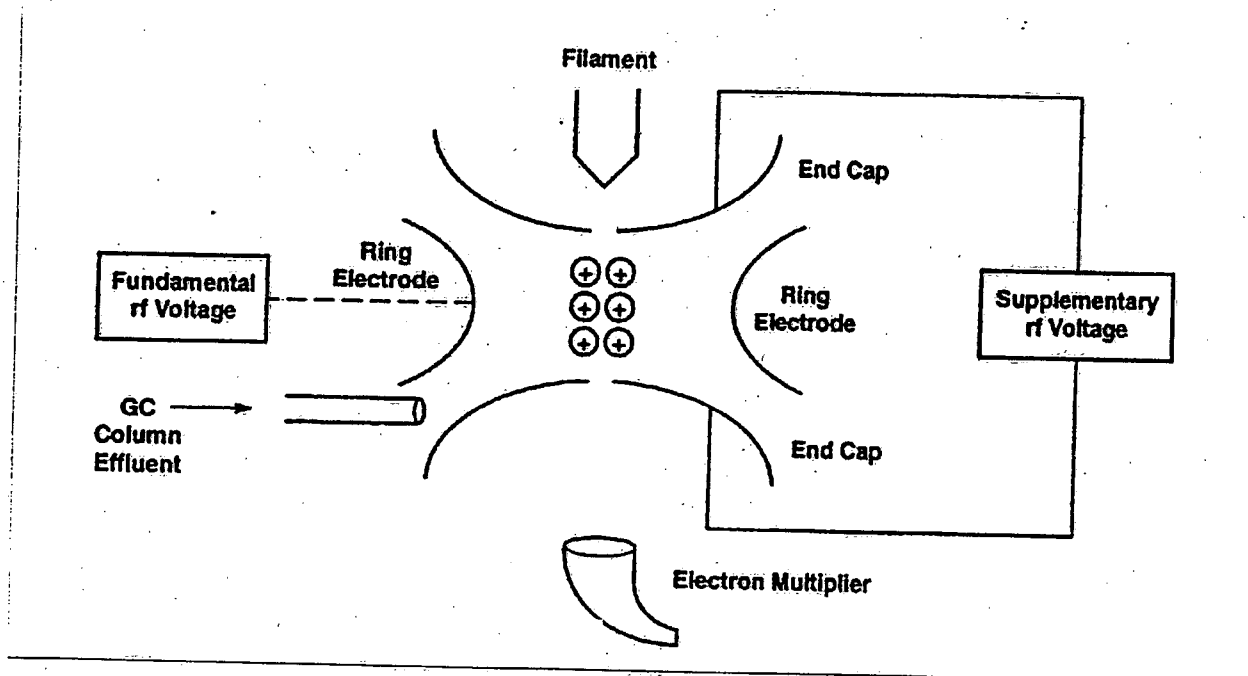 Filament
End Cap
Ring
Electrode
Fundamental
rf Voltage
Ring
Electrode
Supplementary
rf Voltage
GC
Column
Effluent
End Cap
Electron Multiplier
+ +
+ +
+ +